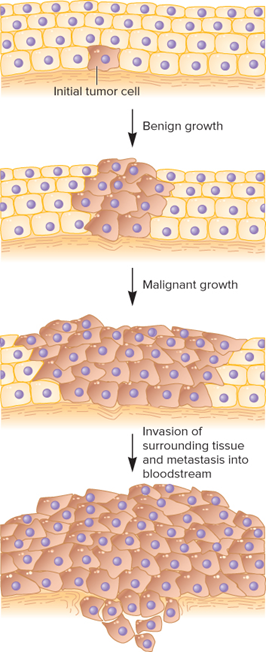 Initial tumor cell
Benign growth
Malignant growth
Invasion of
surrounding tissue
and metastasis into
bloodstream